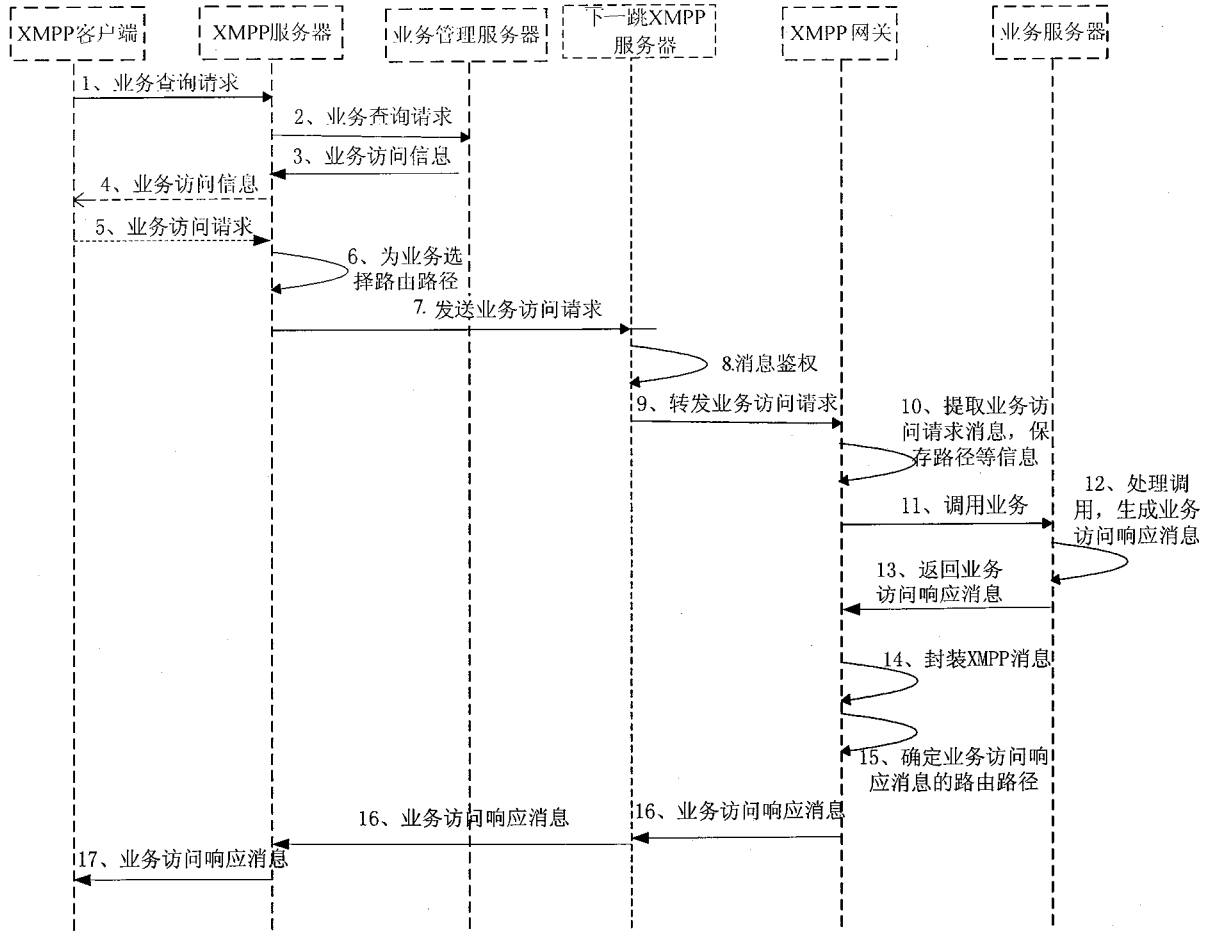 XMPP客户端
XMPP服务器
业务管理服务器
下一跳XMPP
服务器
XMPP网关
业务服务器
1、业务查询请求
2、业务查询请求
3、业务访问信息
4、业务访问信息
5、业务访问请求
6、为业务选
择路由路径
7. 发送业务访问请求
8.消息鉴权
9、转发业务访问请求
10、提取业务访
问请求消息，保
存路径等信息
11、调用业务
12、处理调
用，生成业务
访问响应消息
13、返回业务
访问响应消息
14、封装XMPP消息
15、确定业务访问响
应消息的路由路径
16、业务访问响应消息
16、业务访问响应消息
17、业务访问响应消息